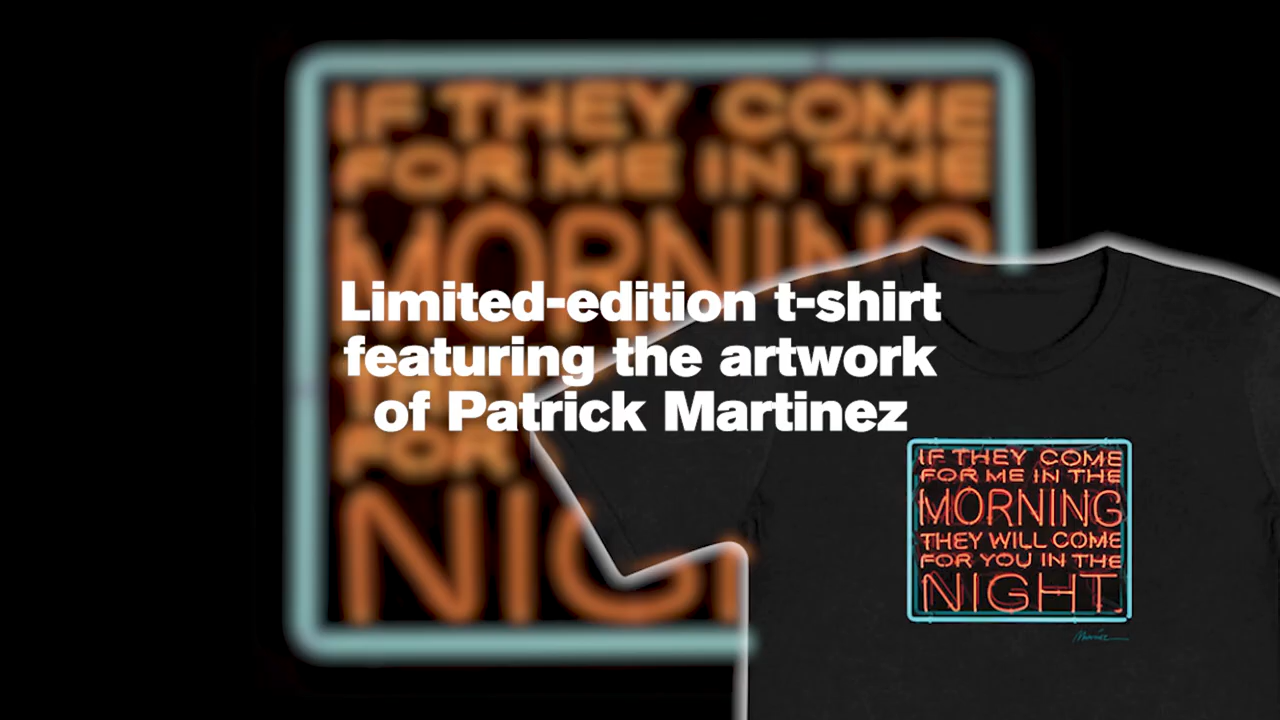 IF THEY COME
FOR ME IN THE
MORNING
FOR
NIG
Limited-edition t-shirt
featuring the artwork
of Patrick Martinez
IF THEY COME
FOR ME IN THE
MORNING
THEY WILL COME
FOR YOU IN THE
NIGHT.